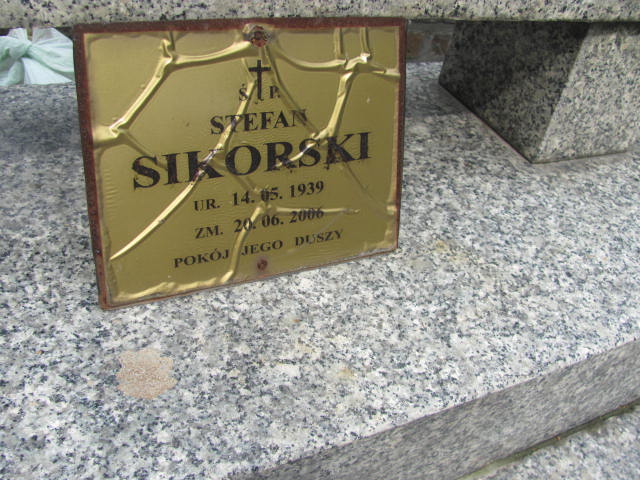 Ś. P.
STEFAN
SIKORSKI
UR. 14. 05. 1939
ZM. 20. 06. 2006
POKÓJ JEGO DUSZY